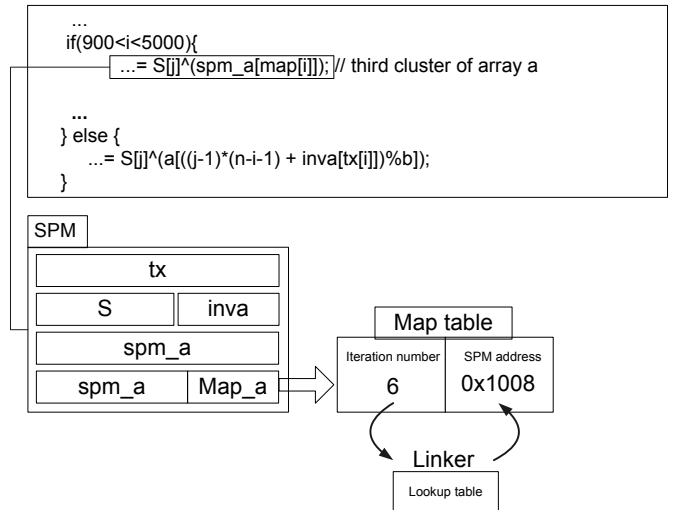 ...
if(900<i<5000){
...= S[j]^(spm_a[map[i]]); // third cluster of array a
...
} else {
...= S[j]^(a[((j-1)*(n-i-1) + inva[tx[i]])%b]);
}
SPM
tx
S inva
spm_a
spm_a Map_a
Map table
Iteration number SPM address
6 0x1008
Linker
Lookup table